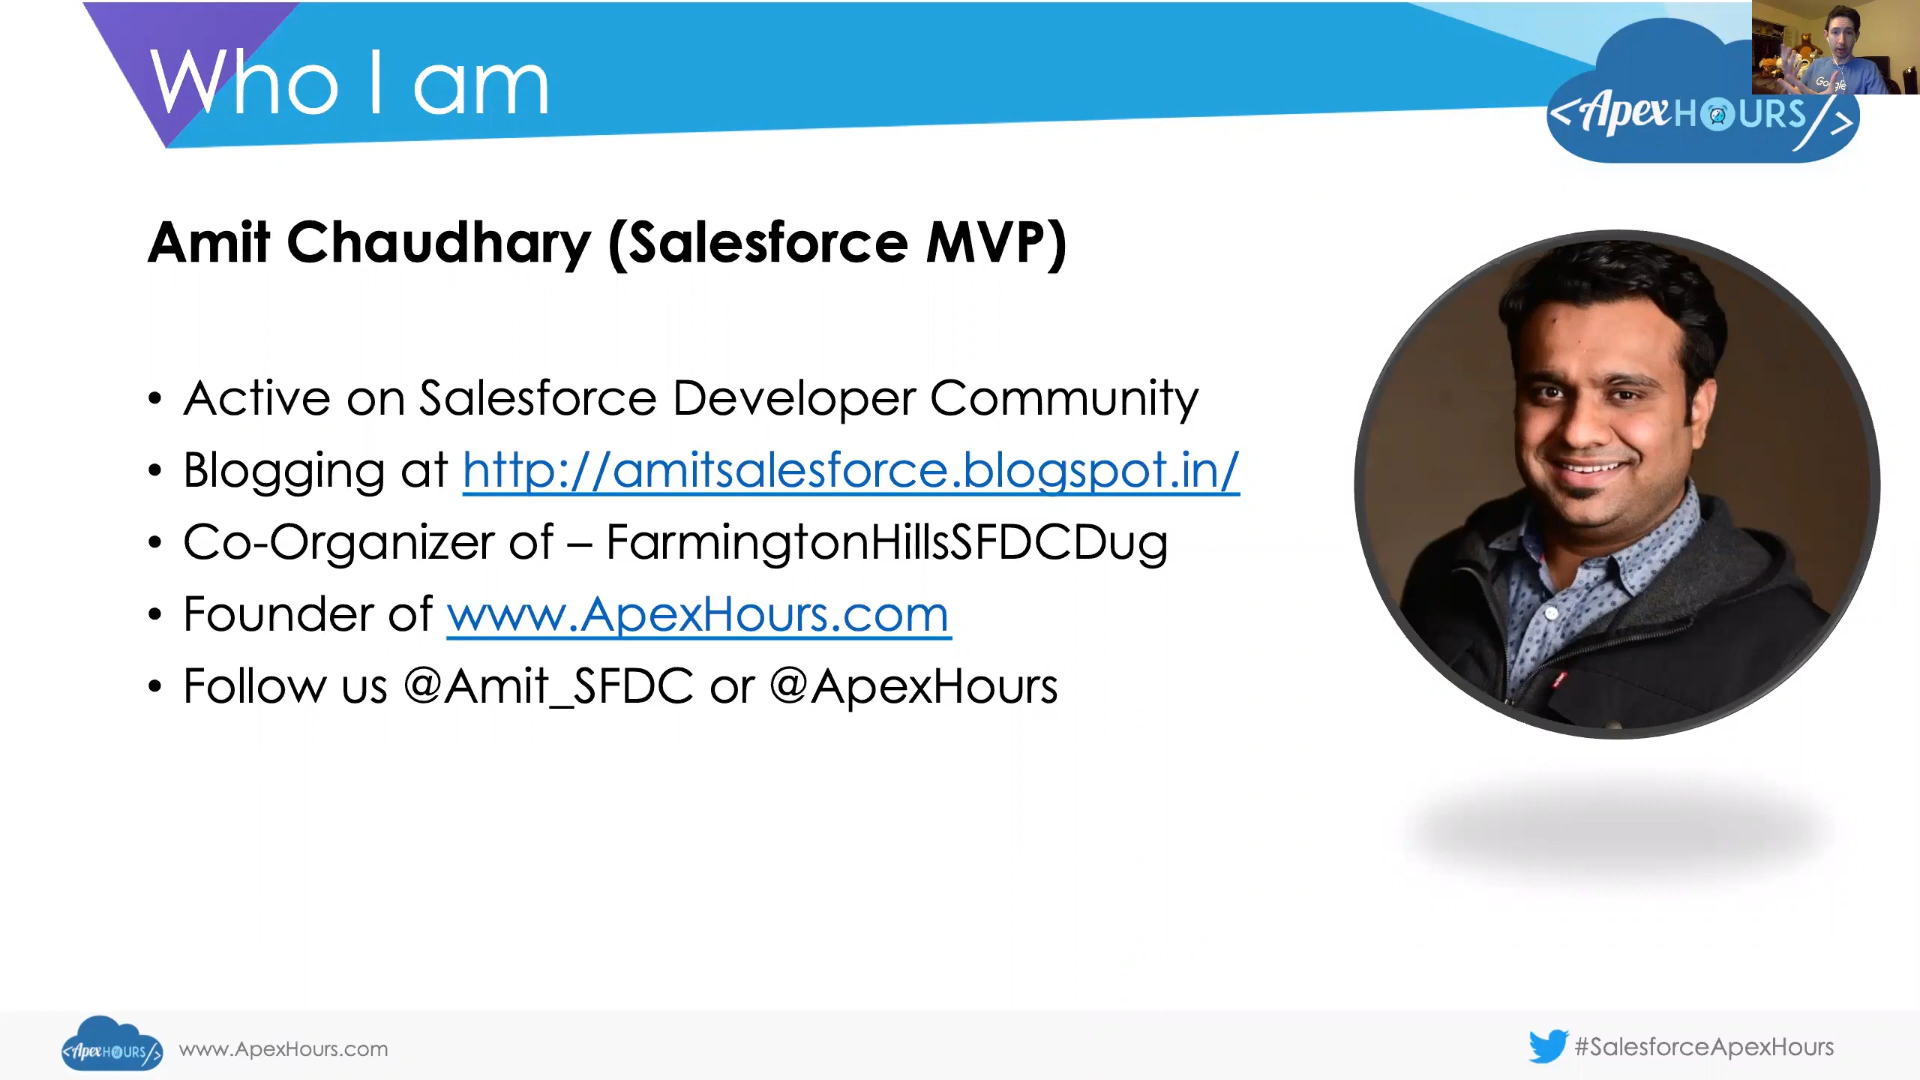 Who I am
<ApexHOURS/>
Google
Amit Chaudhary (Salesforce MVP)
• Active on Salesforce Developer Community
• Blogging at http://amitsalesforce.blogspot.in/
• Co-Organizer of – FarmingtonHillsSFDCDug
• Founder of www.ApexHours.com
• Follow us @Amit_SFDC or @ApexHours
<ApexHOURS/>
www.ApexHours.com
#SalesforceApexHours